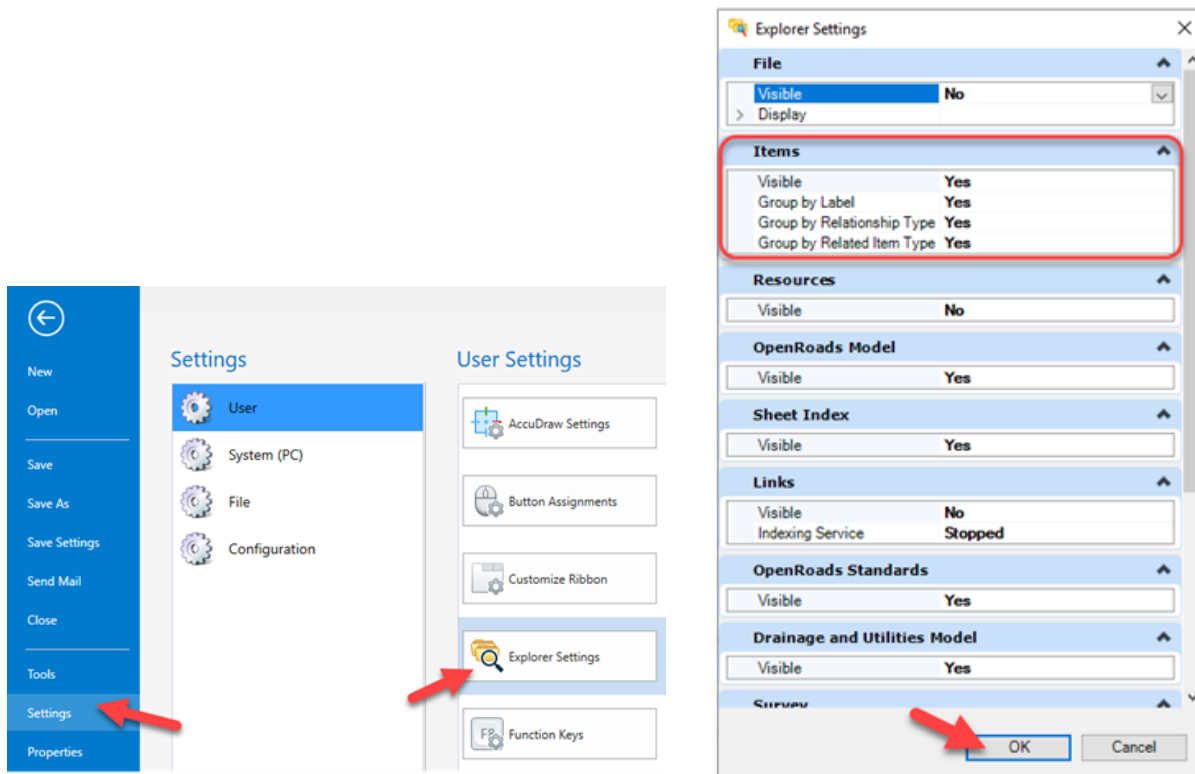 New
Open
Save
Save As
Save Settings
Send Mail
Close
Tools
Settings
Properties
Settings
User
System (PC)
File
Configuration
User Settings
AccuDraw Settings
Button Assignments
Customize Ribbon
Explorer Settings
F9
Function Keys
Explorer Settings
File
Visible No
Display
Items
Visible Yes
Group by Label Yes
Group by Relationship Type Yes
Group by Related Item Type Yes
Resources
Visible No
OpenRoads Model
Visible Yes
Sheet Index
Visible Yes
Links
Visible No
Indexing Service Stopped
OpenRoads Standards
Visible Yes
Drainage and Utilities Model
Visible Yes
Survey
OK Cancel